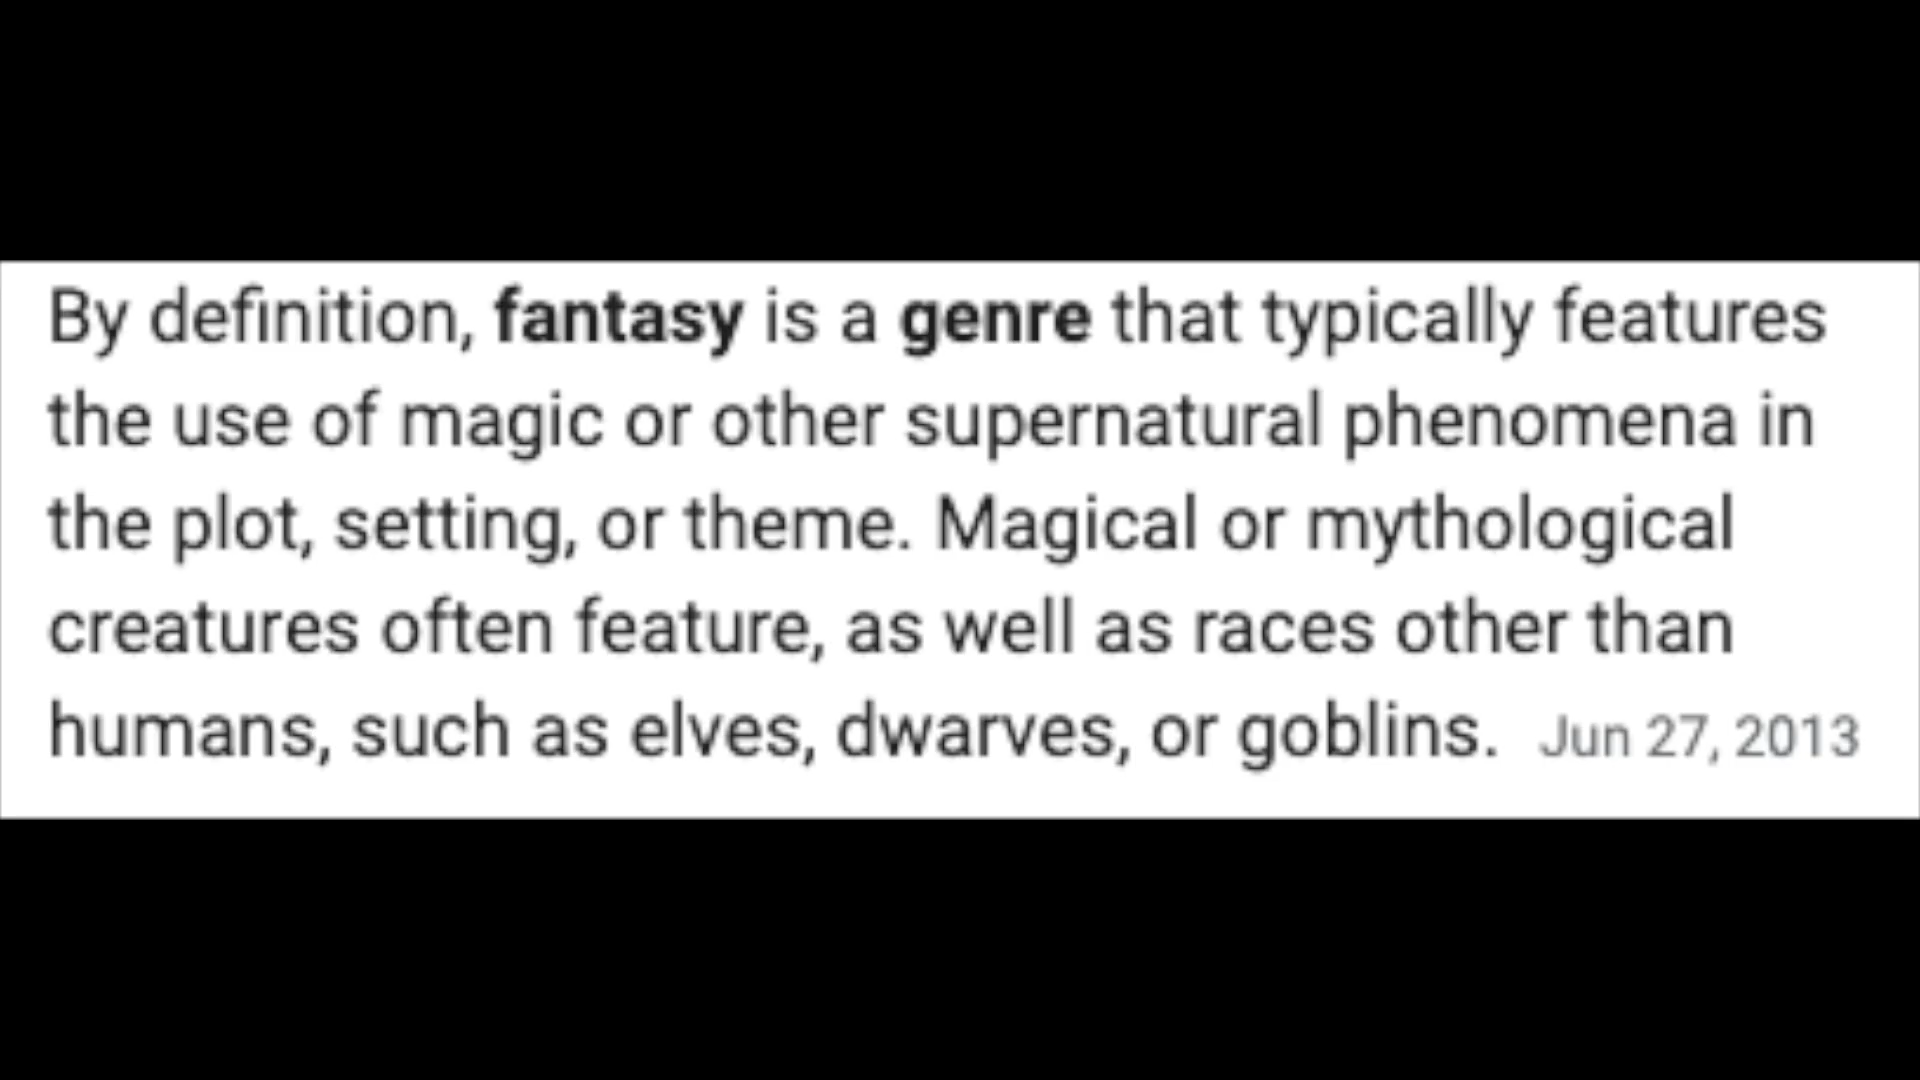 By definition, fantasy is a genre that typically features
the use of magic or other supernatural phenomena in
the plot, setting, or theme. Magical or mythological
creatures often feature, as well as races other than
humans, such as elves, dwarves, or goblins. Jun 27, 2013